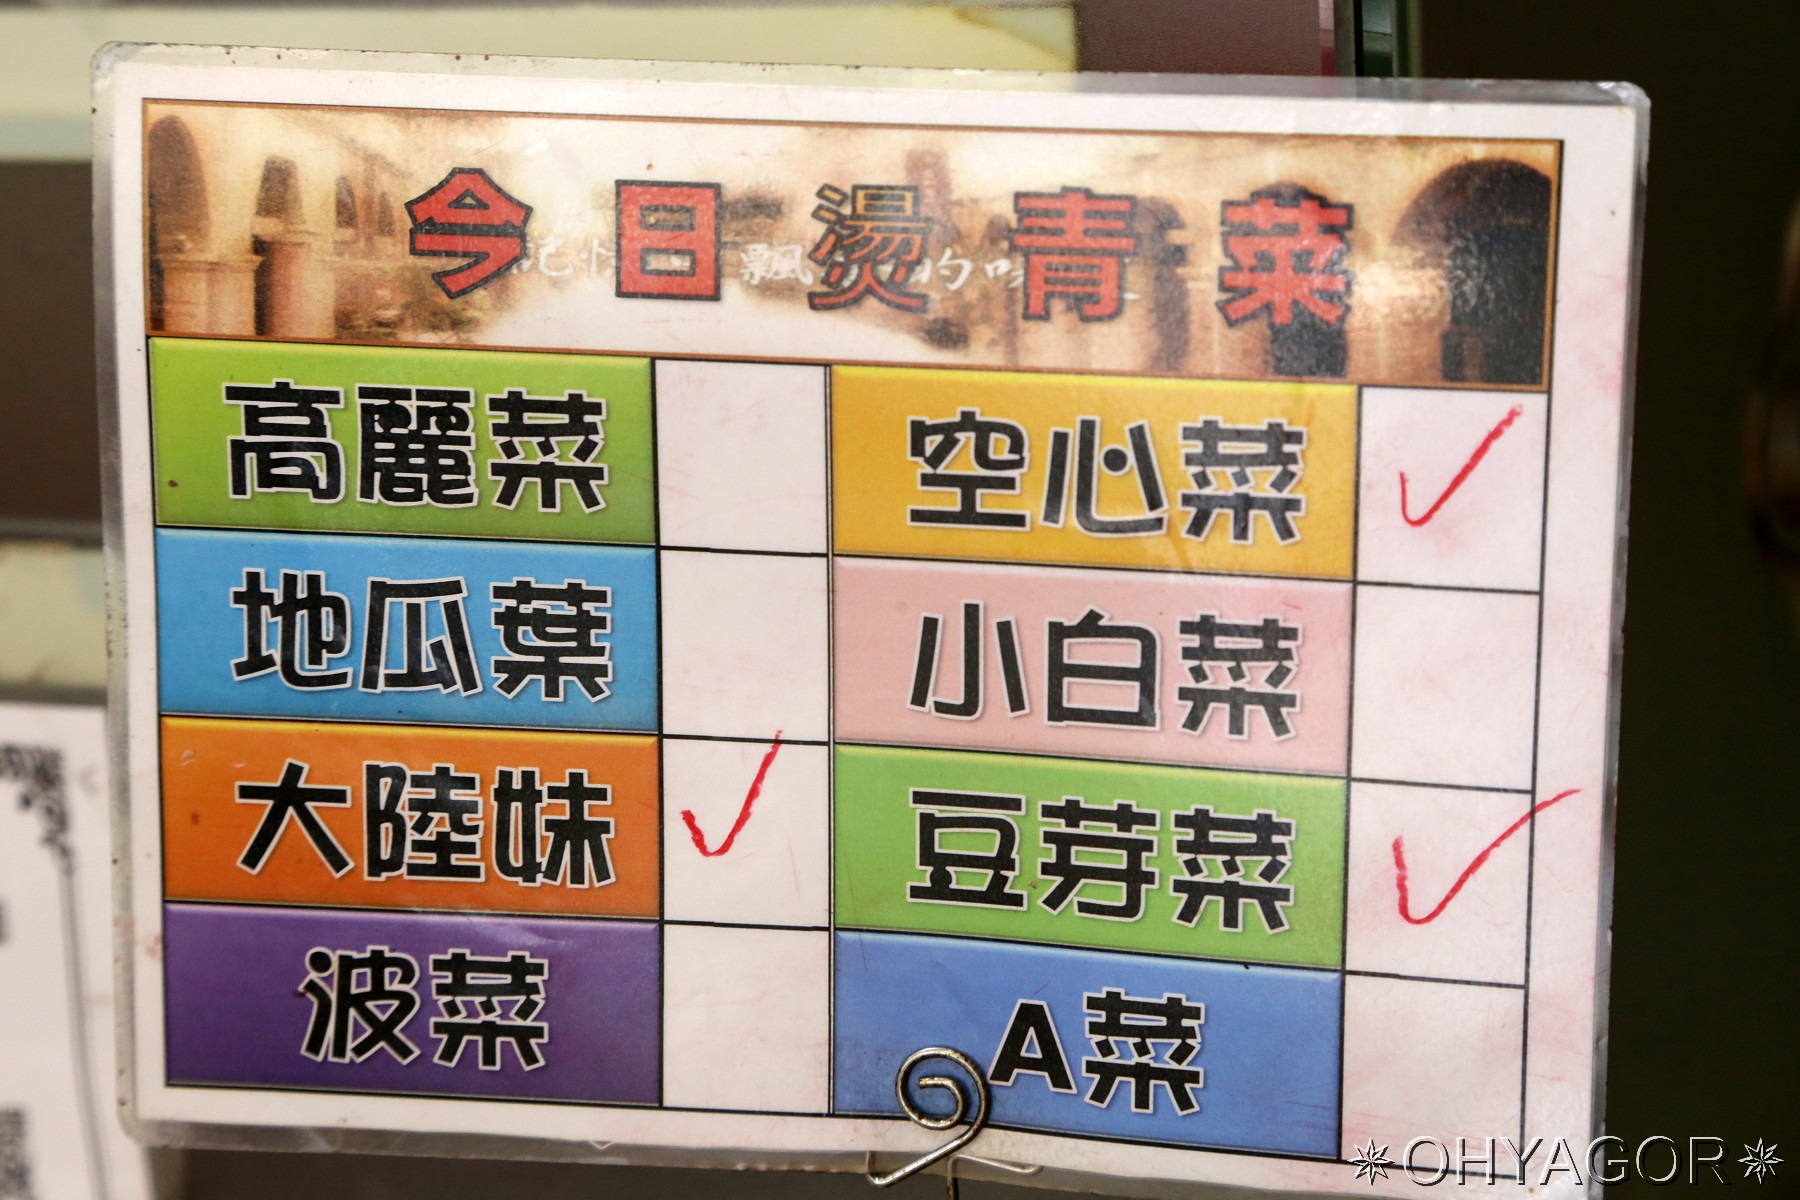 今日燙青菜
高麗菜 空心菜 ✓
地瓜葉 小白菜
大陸妹 ✓ 豆芽菜 ✓
波菜 A菜
OHYAGOR